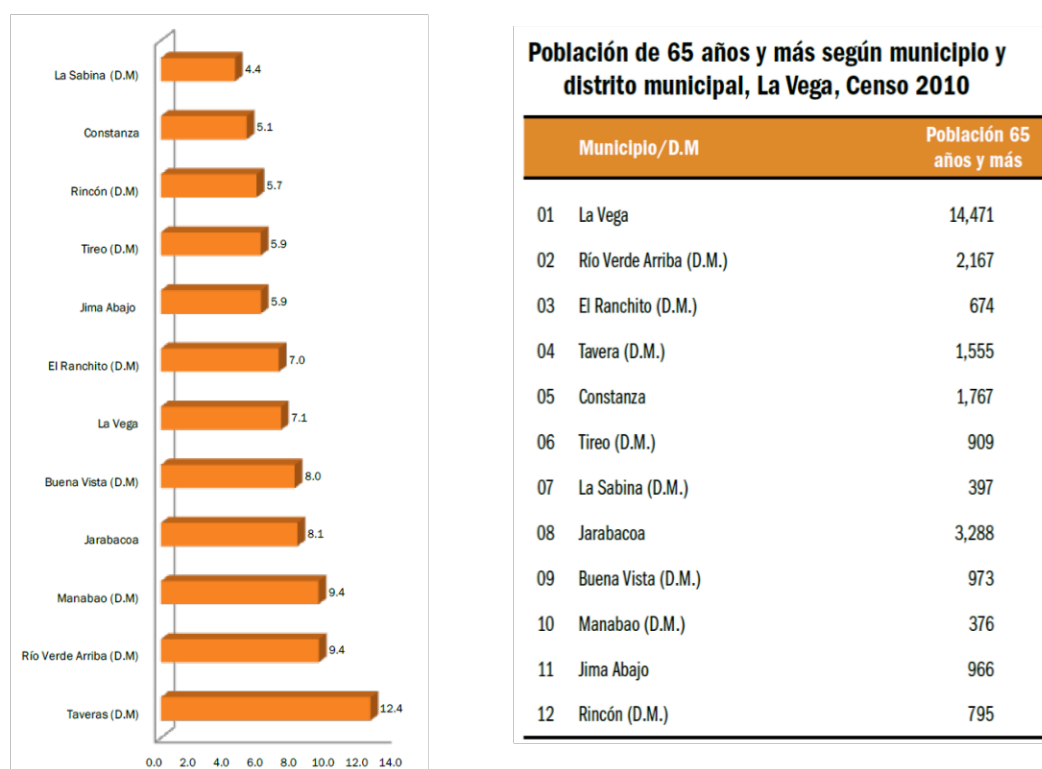 La Sabina (D.M) 4.4
Constanza 5.1
Rincón (D.M) 5.7
Tireo (D.M) 5.9
Jima Abajo 5.9
El Ranchito (D.M) 7.0
La Vega 7.1
Buena Vista (D.M) 8.0
Jarabacoa 8.1
Manabao (D.M) 9.4
Río Verde Arriba (D.M) 9.4
Taveras (D.M) 12.4
0.0 2.0 4.0 6.0 8.0 10.0 12.0 14.0
Población de 65 años y más según municipio y
distrito municipal, La Vega, Censo 2010
Municipio/D.M Población 65
años y más
01 La Vega 14,471
02 Río Verde Arriba (D.M.) 2,167
03 El Ranchito (D.M.) 674
04 Tavera (D.M.) 1,555
05 Constanza 1,767
06 Tireo (D.M.) 909
07 La Sabina (D.M.) 397
08 Jarabacoa 3,288
09 Buena Vista (D.M.) 973
10 Manabao (D.M.) 376
11 Jima Abajo 966
12 Rincón (D.M.) 795